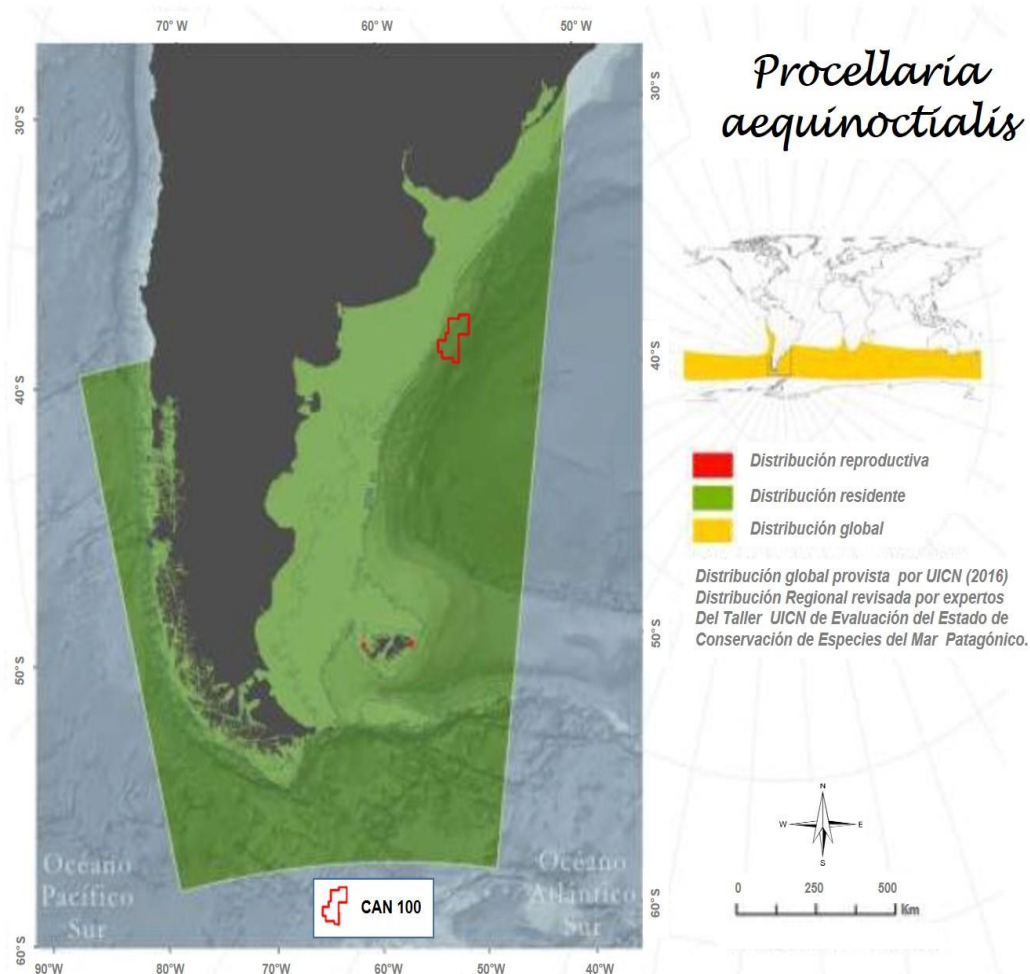 70° W 60° W 50° W
Procellaria
aequinoctialis
30°S
30°S
40°S
40°S
Distribución reproductiva
Distribución residente
Distribución global
Distribución global provista por UICN (2016)
Distribución Regional revisada por expertos
Del Taller UICN de Evaluación del Estado de
Conservación de Especies del Mar Patagónico.
50°S
50°S
N
W E
S
Océano
Pacífico
Sur
Océano
Atlántico
Sur
CAN 100
0 250 500
Km
60°S
60°S
90°W 80°W 70°W 60°W 50°W 40°W